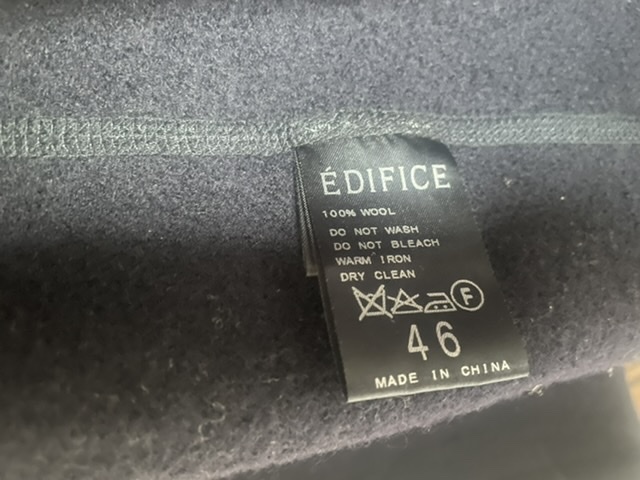 ÉDIFICE
100% WOOL
DO NOT WASH
DO NOT BLEACH
WARM IRON
DRY CLEAN
F
46
MADE IN CHINA